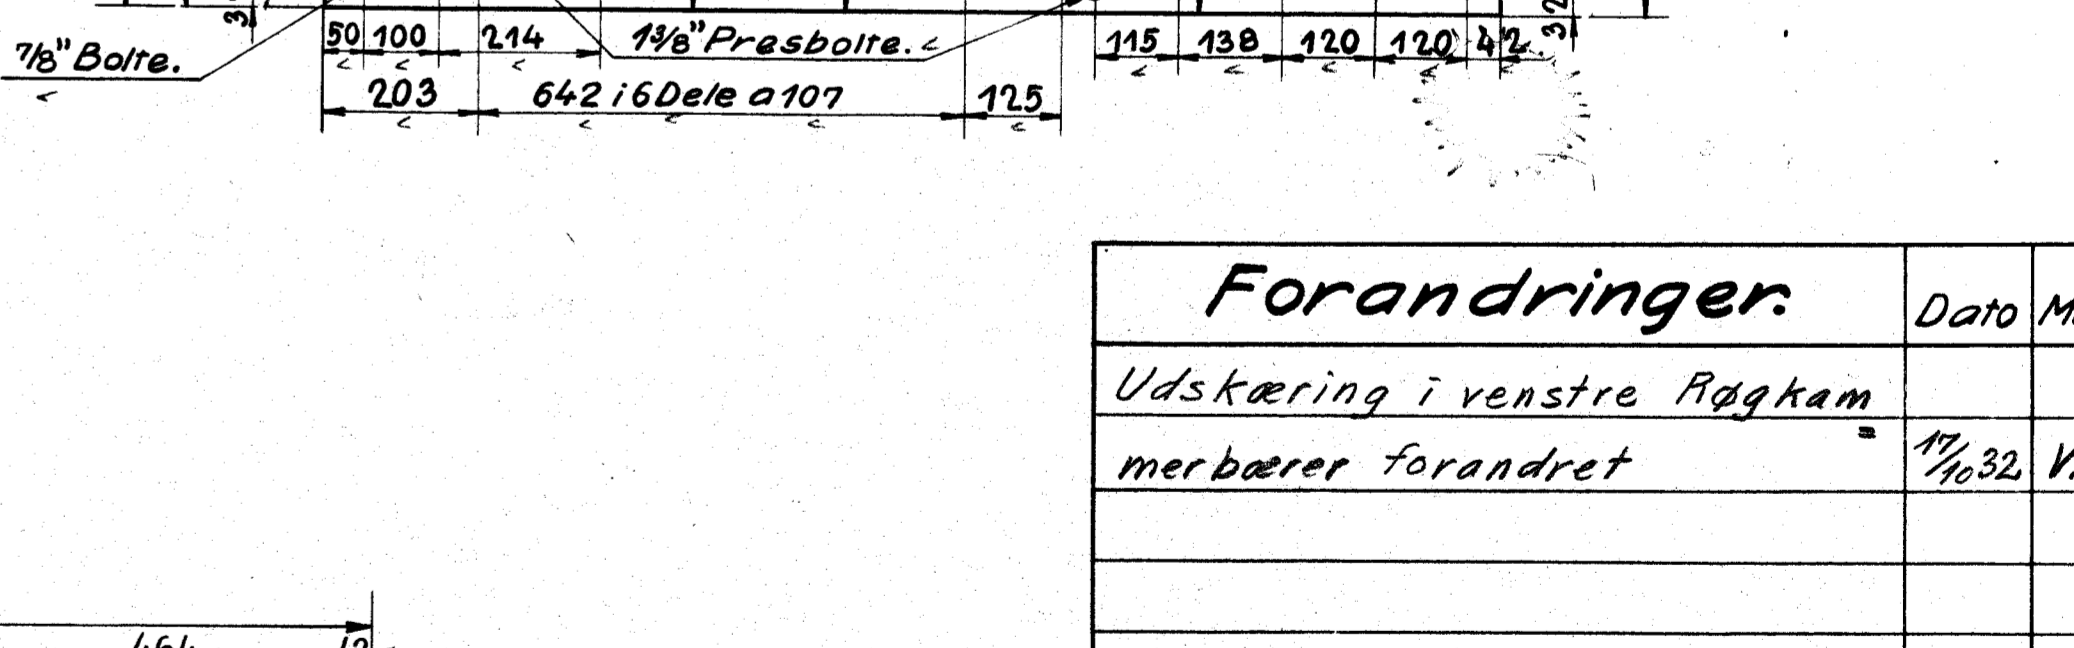 50 100 214 1⅜" Presbolte. 115 138 120 120 42
⅞" Bolte.
203 642 i 6 Dele a 107 125
Forandringer. Dato
Udskæring i venstre Røgkam=
merbærer forandret 17/10 32 V.